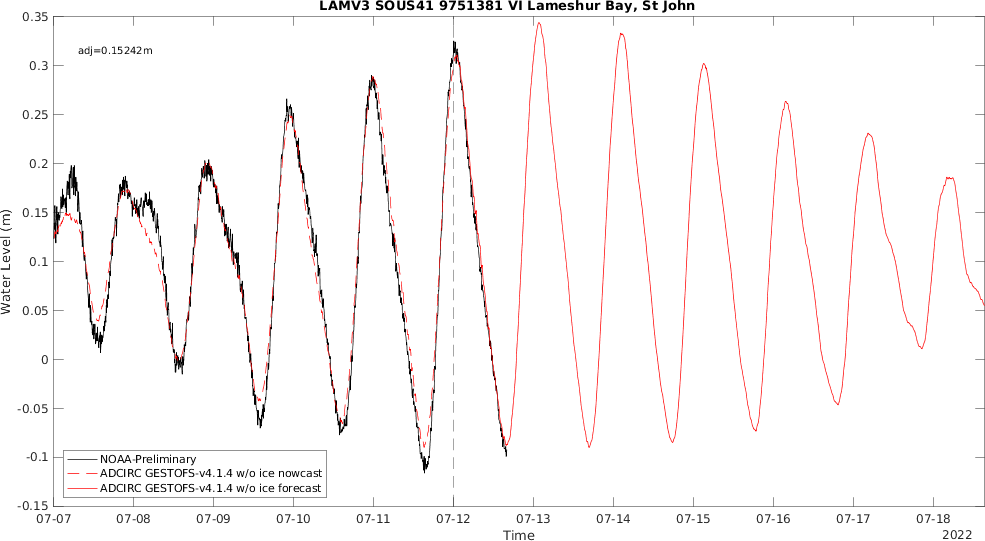 LAMV3 SOUS41 9751381 VI Lameshur Bay, St John
adj=0.15242m
0.35
0.3
0.25
0.2
0.15
0.1
0.05
0
-0.05
-0.1
-0.15
Water Level (m)
NOAA-Preliminary
ADCIRC GESTOFS-v4.1.4 w/o ice nowcast
ADCIRC GESTOFS-v4.1.4 w/o ice forecast
07-07 07-08 07-09 07-10 07-11 07-12 07-13 07-14 07-15 07-16 07-17 07-18
Time
2022